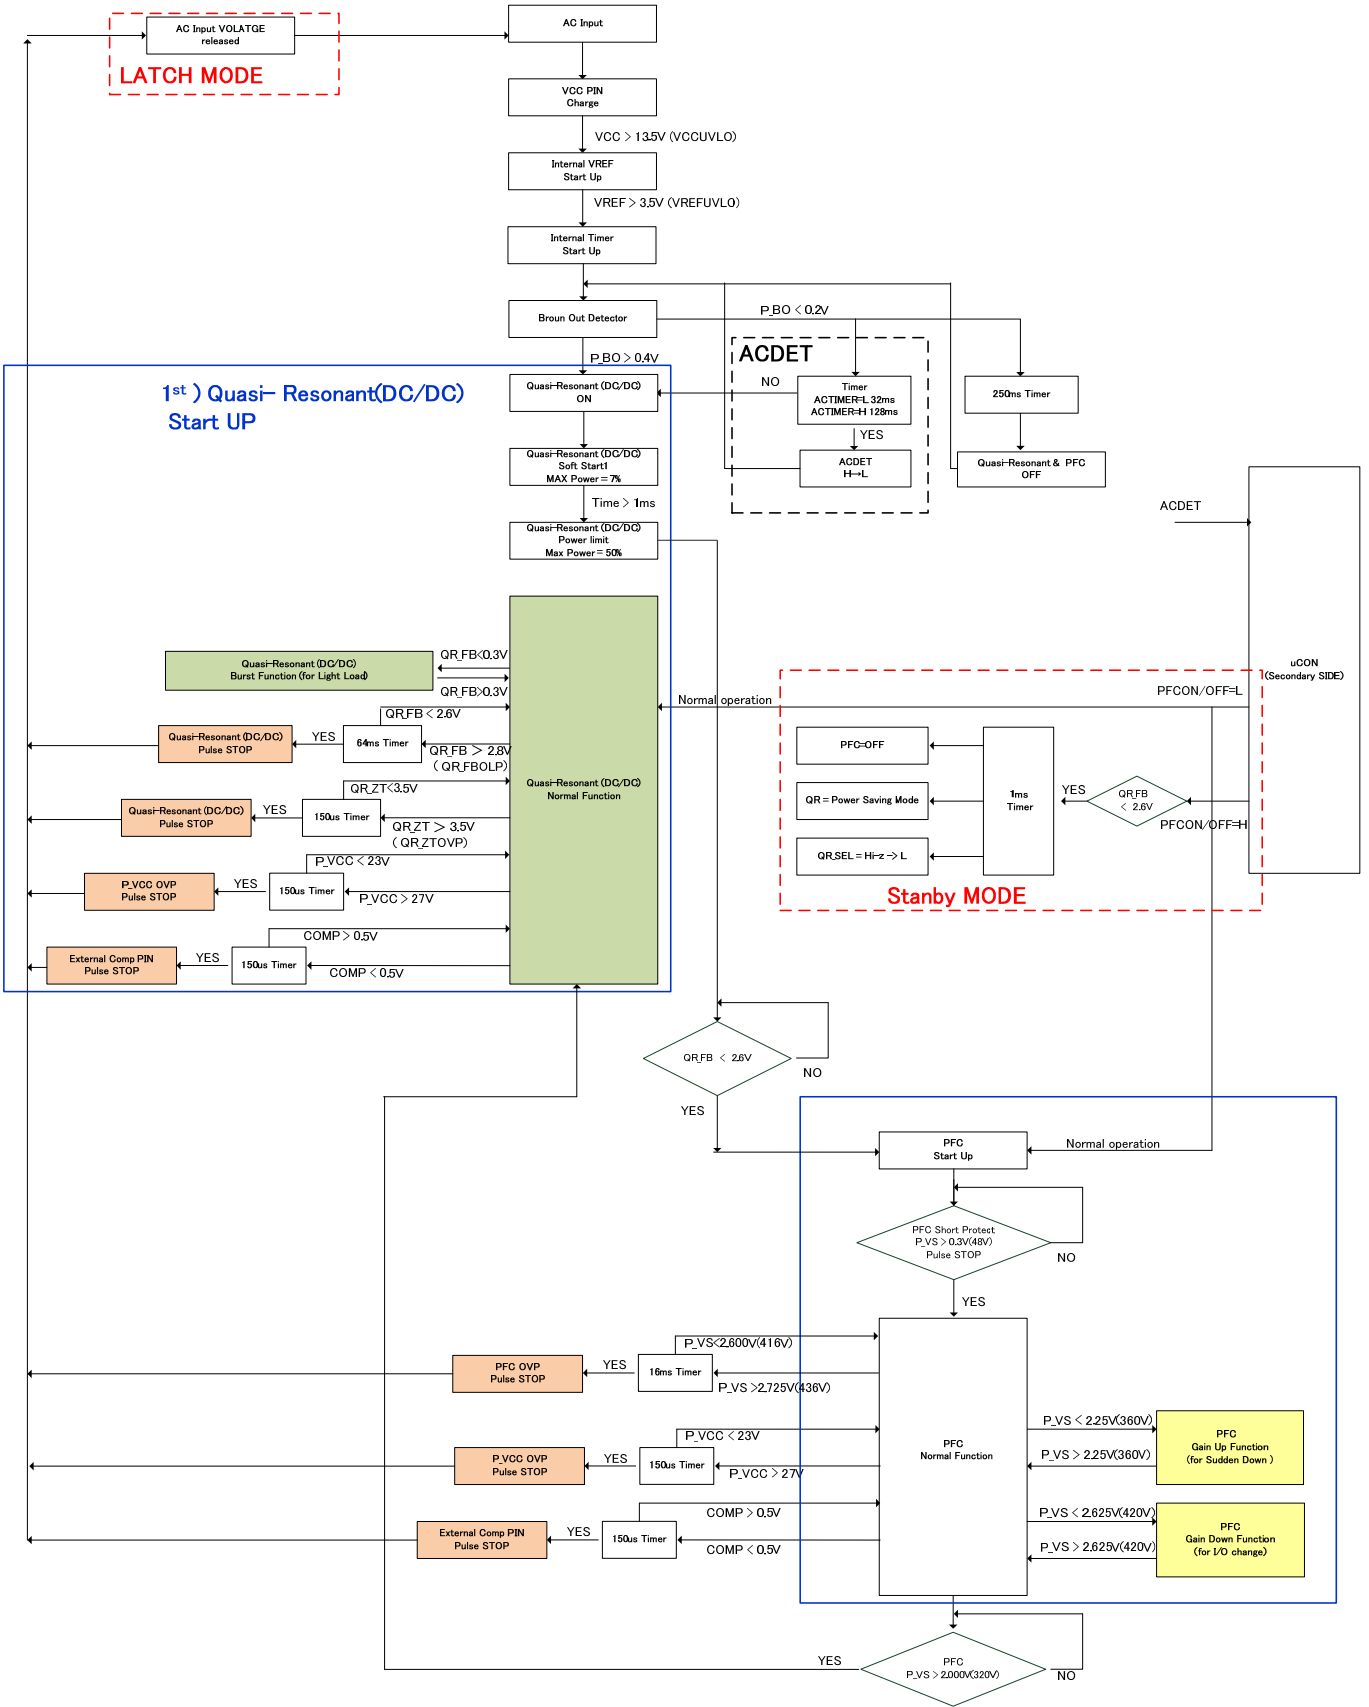 AC Input VOLATGE
released
LATCH MODE
AC Input
VCC PIN
Charge
VCC > 13.5V (VCCUVLO)
Internal VREF
Start Up
VREF > 3.5V (VREFUVLO)
Internal Timer
Start Up
Broun Out Detector
P_BO < 0.2V
P_BO > 0.4V
ACDET
Timer
ACTIMER=L 32ms
ACTIMER=H 128ms
NO
YES
ACDET
H→L
250ms Timer
Quasi-Resonant & PFC
OFF
1st ) Quasi- Resonant(DC/DC)
Start UP
Quasi-Resonant (DC/DC)
ON
Quasi-Resonant (DC/DC)
Soft Start1
MAX Power = 7%
Time > 1ms
Quasi-Resonant (DC/DC)
Power limit
Max Power = 50%
ACDET
uCON
(Secondary SIDE)
Quasi-Resonant (DC/DC)
Burst Function (for Light Load)
QR_FB<0.3V
QR_FB>0.3V
Quasi-Resonant (DC/DC)
Pulse STOP
YES
64ms Timer
QR_FB < 2.6V
QR_FB > 2.8V
( QR_FBOLP)
Quasi-Resonant (DC/DC)
Pulse STOP
YES
150us Timer
QR_ZT<3.5V
QR_ZT > 3.5V
( QR_ZTOVP)
P_VCC OVP
Pulse STOP
YES
150us Timer
P_VCC < 23V
P_VCC > 27V
External Comp PIN
Pulse STOP
YES
150us Timer
COMP > 0.5V
COMP < 0.5V
Quasi-Resonant (DC/DC)
Normal Function
Normal operation
PFCON/OFF=L
PFC=OFF
QR = Power Saving Mode
QR_SEL = Hi-z -> L
1ms
Timer
YES
QR_FB
< 2.6V
PFCON/OFF=H
Stanby MODE
QR_FB < 2.6V
NO
YES
PFC
Start Up
Normal operation
PFC Short Protect
P_VS > 0.3V(48V)
Pulse STOP
NO
YES
PFC
Normal Function
PFC OVP
Pulse STOP
YES
16ms Timer
P_VS<2.600V(416V)
P_VS >2.725V(436V)
P_VCC OVP
Pulse STOP
YES
150us Timer
P_VCC < 23V
P_VCC > 27V
External Comp PIN
Pulse STOP
YES
150us Timer
COMP > 0.5V
COMP < 0.5V
P_VS < 2.25V(360V)
P_VS > 2.25V(360V)
PFC
Gain Up Function
(for Sudden Down )
P_VS < 2.625V(420V)
P_VS > 2.625V(420V)
PFC
Gain Down Function
(for I/O change)
YES
PFC
P_VS > 2.000V(320V)
NO